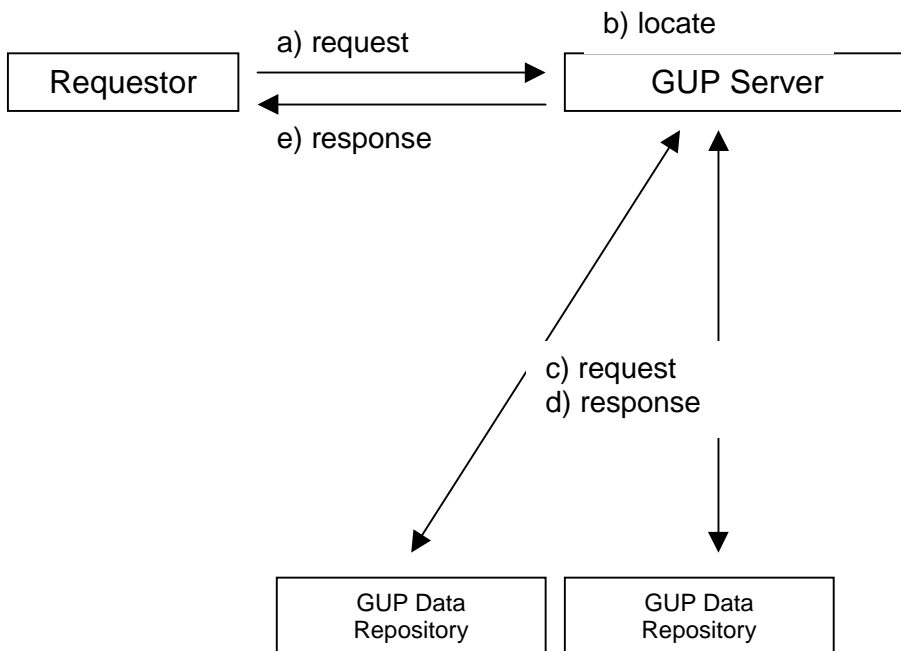 b) locate
a) request
Requestor
GUP Server
e) response
c) request
d) response
GUP Data
Repository
GUP Data
Repository